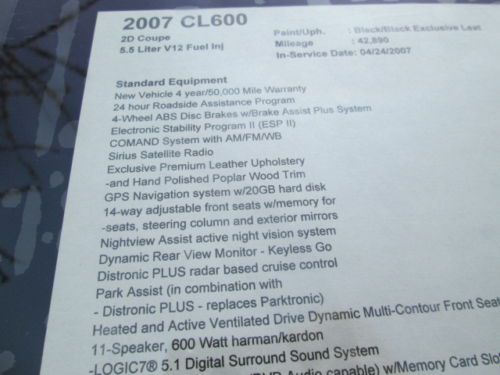 2007 CL600
2D Coupe
5.5 Liter V12 Fuel Inj
Paint/Uph. : Black/Black Exclusive Leat
Mileage : 42,890
In-Service Date: 04/24/2007
Standard Equipment
New Vehicle 4 year/50,000 Mile Warranty
24 hour Roadside Assistance Program
4-Wheel ABS Disc Brakes w/Brake Assist Plus System
Electronic Stability Program II (ESP II)
COMAND System with AM/FM/WB
Sirius Satellite Radio
Exclusive Premium Leather Upholstery
-and Hand Polished Poplar Wood Trim
GPS Navigation system w/20GB hard disk
14-way adjustable front seats w/memory for
-seats, steering column and exterior mirrors
Nightview Assist active night vision system
Dynamic Rear View Monitor - Keyless Go
Distronic PLUS radar based cruise control
Park Assist (in combination with
- Distronic PLUS - replaces Parktronic)
Heated and Active Ventilated Drive Dynamic Multi-Contour Front Seat
11-Speaker, 600 Watt harman/kardon
-LOGIC7® 5.1 Digital Surround Sound System
Audio capable) w/Memory Card Slot